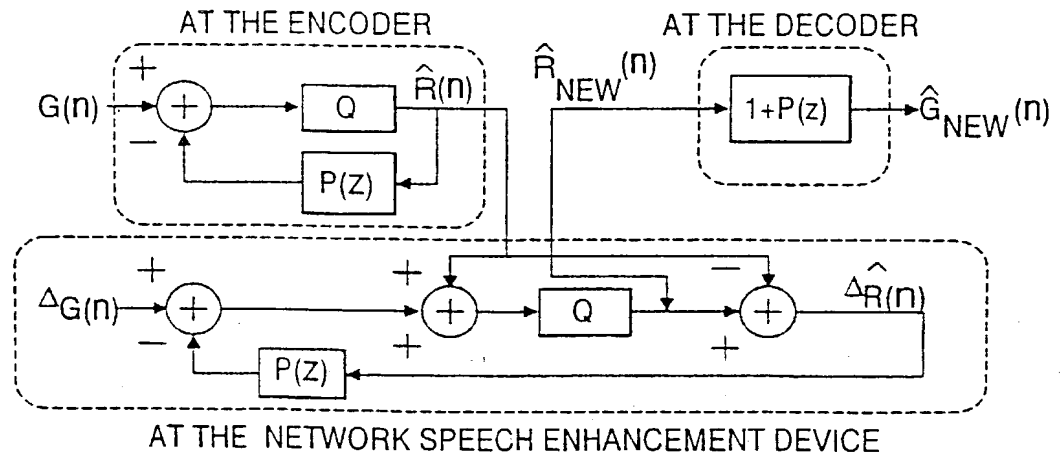 AT THE ENCODER
AT THE DECODER
G(n)
+
−
+
Q
R̂(n)
P(z)
R̂NEW(n)
1+P(z)
ĜNEW(n)
ΔG(n)
+
−
+
P(z)
+
+
+
Q
−
+
+
ΔR̂(n)
AT THE NETWORK SPEECH ENHANCEMENT DEVICE